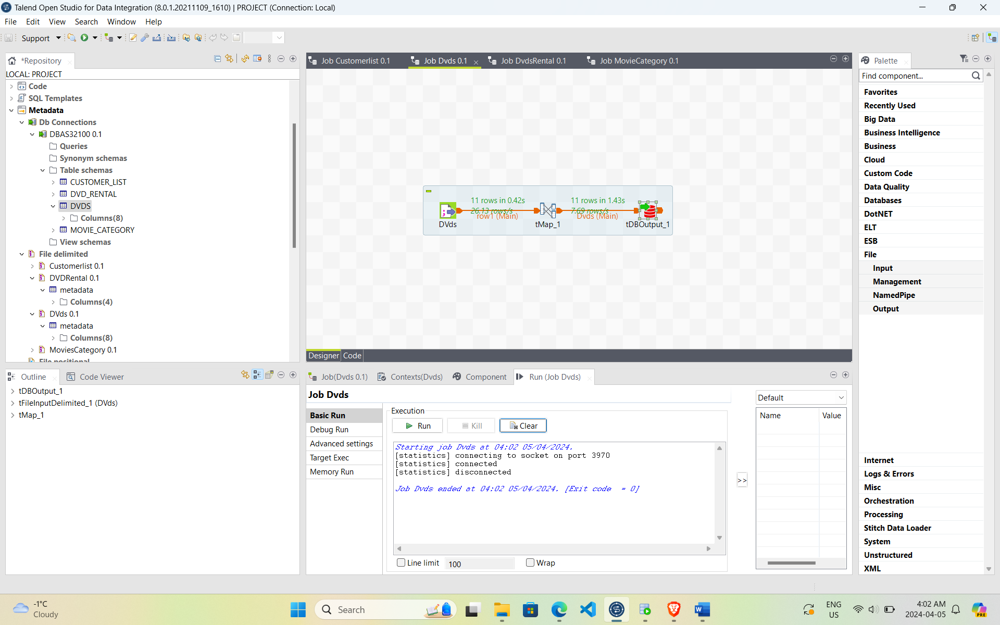 Talend Open Studio for Data Integration (8.0.1.20211109_1610) | PROJECT (Connection: Local)
File Edit View Search Window Help
Support
*Repository
LOCAL: PROJECT
Code
SQL Templates
Metadata
Db Connections
DBAS32100 0.1
Queries
Synonym schemas
Table schemas
CUSTOMER_LIST
DVD_RENTAL
DVDS
Columns(8)
MOVIE_CATEGORY
View schemas
File delimited
Customerlist 0.1
DVDRental 0.1
metadata
Columns(4)
DVds 0.1
metadata
Columns(8)
MoviesCategory 0.1
File positional
Job Customerlist 0.1
Job Dvds 0.1
Job DvdsRental 0.1
Job MovieCategory 0.1
11 rows in 0.42s
26.13 rows/s
row1 (Main)
11 rows in 1.43s
7.69 rows/s
Dvds (Main)
DVds
tMap_1
tDBOutput_1
Designer
Code
Palette
Find component...
Favorites
Recently Used
Big Data
Business Intelligence
Business
Cloud
Custom Code
Data Quality
Databases
DotNET
ELT
ESB
File
Input
Management
NamedPipe
Output
Internet
Logs & Errors
Misc
Orchestration
Processing
Stitch Data Loader
System
Unstructured
XML
Outline
Code Viewer
tDBOutput_1
tFileInputDelimited_1 (DVds)
tMap_1
Job(Dvds 0.1)
Contexts(Dvds)
Component
Run (Job Dvds)
Job Dvds
Basic Run
Debug Run
Advanced settings
Target Exec
Memory Run
Execution
Run
Kill
Clear
Starting job Dvds at 04:02 05/04/2024.
[statistics] connecting to socket on port 3970
[statistics] connected
[statistics] disconnected
Job Dvds ended at 04:02 05/04/2024. [Exit code  = 0]
Line limit
100
Wrap
>>
Default
Name
Value
-1°C
Cloudy
Search
ENG
US
4:02 AM
2024-04-05
PRE